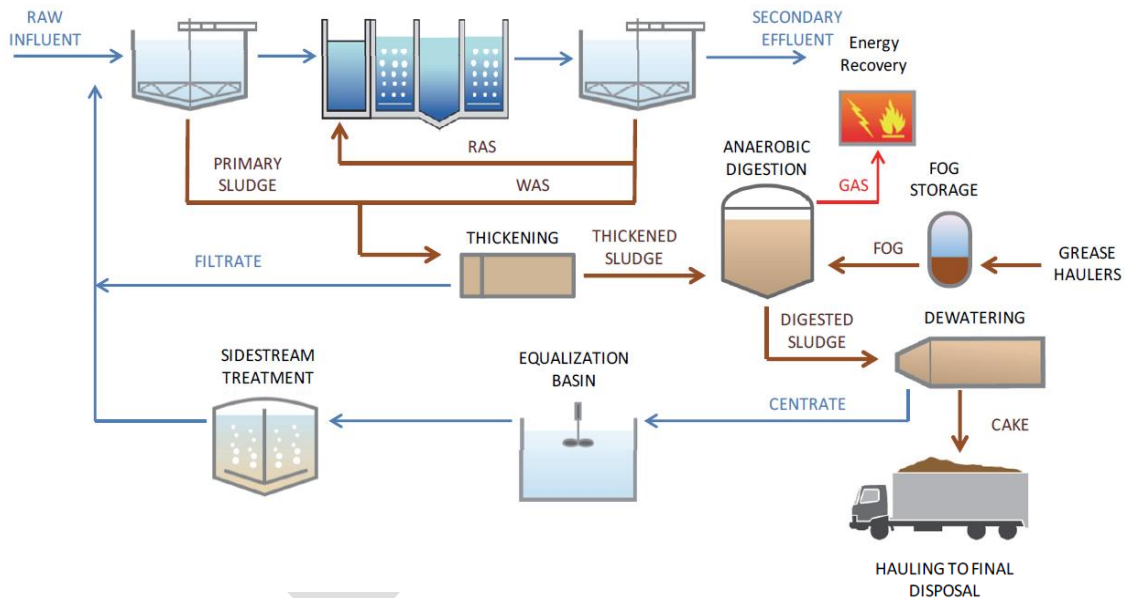 RAW
INFLUENT
SECONDARY
EFFLUENT
Energy
Recovery
RAS
WAS
PRIMARY
SLUDGE
ANAEROBIC
DIGESTION
GAS
FOG
STORAGE
THICKENING
THICKENED
SLUDGE
FOG
GREASE
HAULERS
FILTRATE
DIGESTED
SLUDGE
DEWATERING
SIDESTREAM
TREATMENT
EQUALIZATION
BASIN
CENTRATE
CAKE
HAULING TO FINAL
DISPOSAL